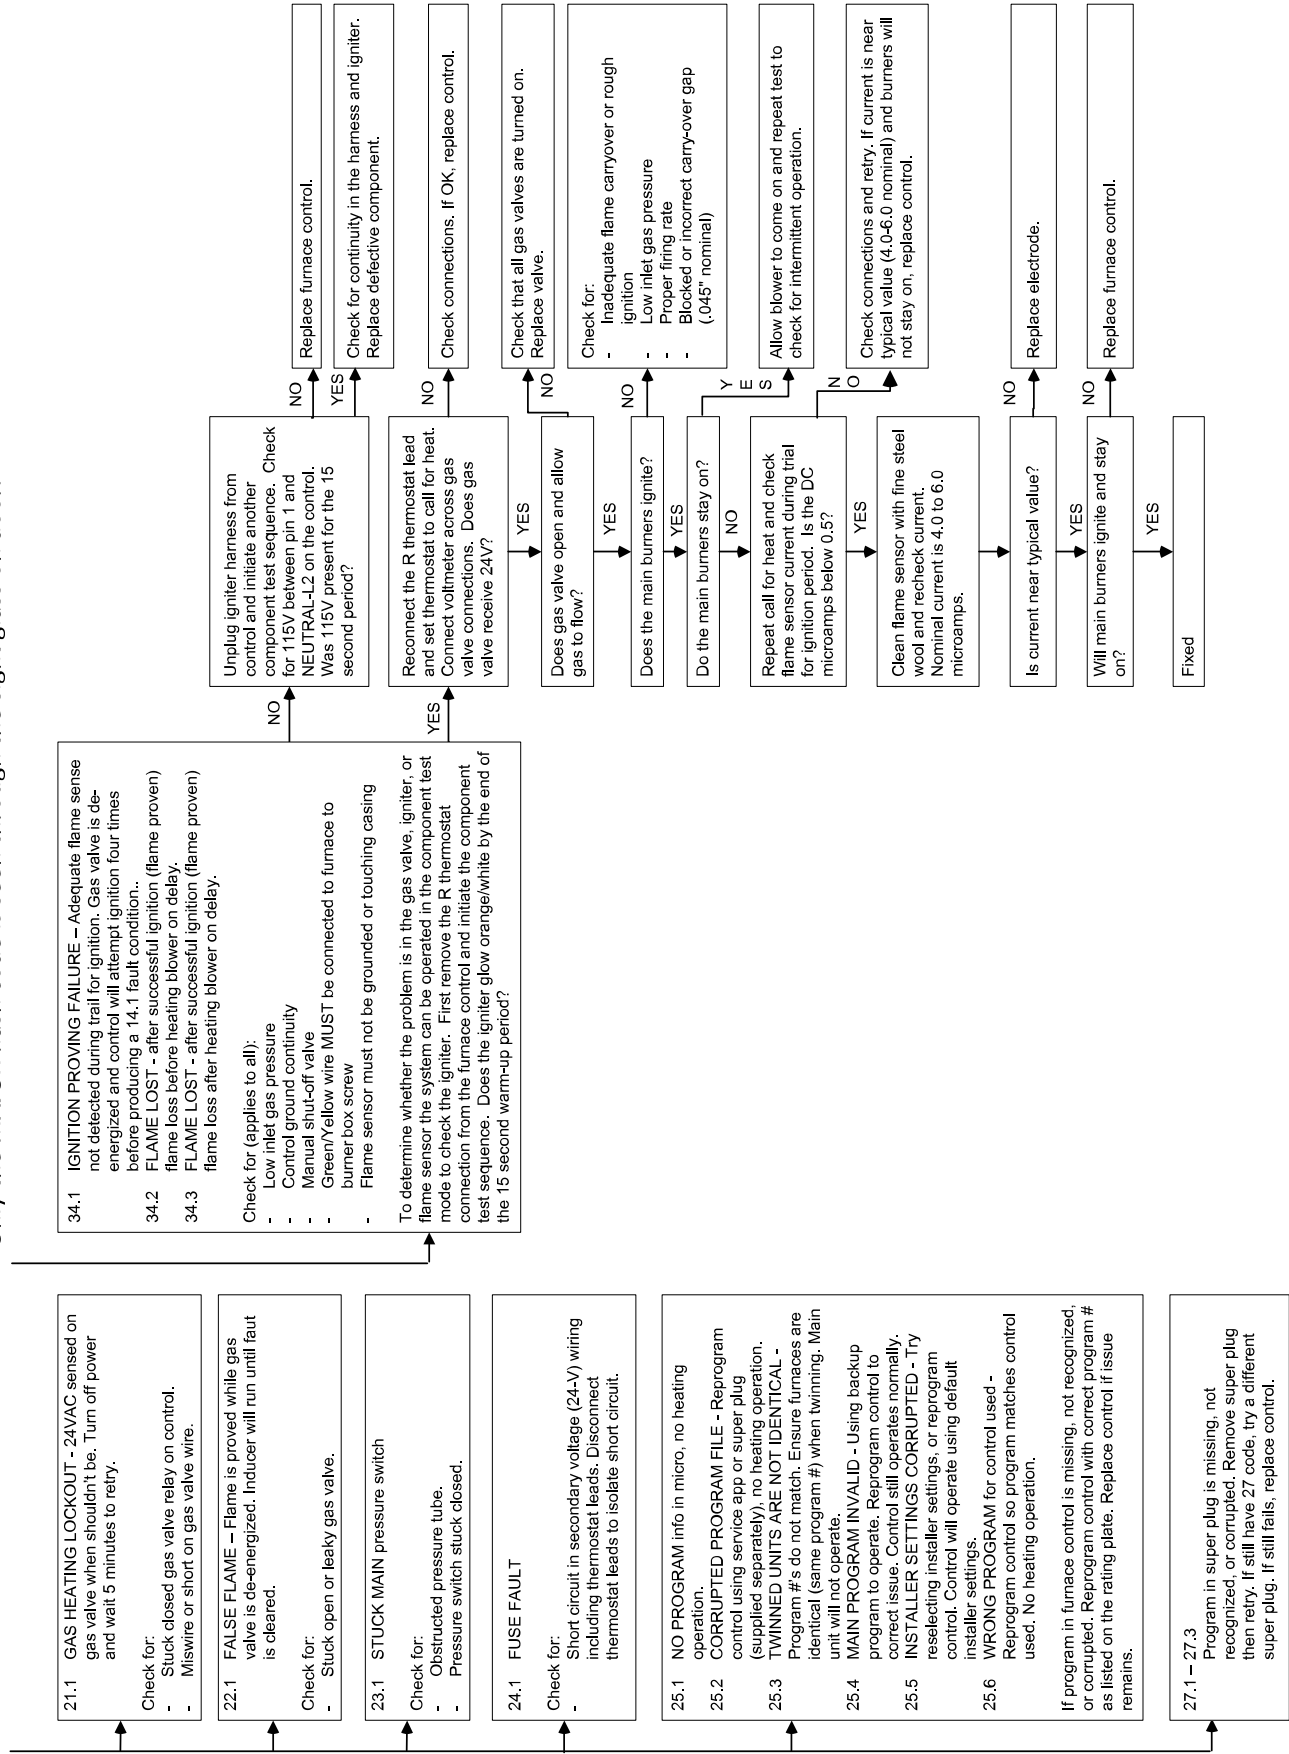 21.1 GAS HEATING LOCKOUT - 24VAC sensed on
gas valve when shouldn't be. Turn off power
and wait 5 minutes to retry.
Check for:
- Stuck closed gas valve relay on control.
- Miswire or short on gas valve wire.
22.1 FALSE FLAME – Flame is proved while gas
valve is de-energized. Inducer will run until faut
is cleared.
Check for:
- Stuck open or leaky gas valve.
23.1 STUCK MAIN pressure switch
Check for:
- Obstructed pressure tube.
- Pressure switch stuck closed.
24.1 FUSE FAULT
Check for:
- Short circuit in secondary voltage (24-V) wiring
including thermostat leads. Disconnect
thermostat leads to isolate short circuit.
25.1 NO PROGRAM info in micro, no heating
operation.
25.2 CORRUPTED PROGRAM FILE - Reprogram
control using service app or super plug
(supplied separately), no heating operation.
25.3 TWINNED UNITS ARE NOT IDENTICAL -
Program #'s do not match. Ensure furnaces are
identical (same program #) when twinning. Main
unit will not operate.
25.4 MAIN PROGRAM INVALID - Using backup
program to operate. Reprogram control to
correct issue. Control still operates normally.
25.5 INSTALLER SETTINGS CORRUPTED - Try
reselecting installer settings, or reprogram
control. Control will operate using default
installer settings.
25.6 WRONG PROGRAM for control used -
Reprogram control so program matches control
used. No heating operation.
If program in furnace control is missing, not recognized,
or corrupted. Reprogram control with correct program #
as listed on the rating plate. Replace control if issue
remains.
27.1 – 27.3
Program in super plug is missing, not
recognized, or corrupted. Remove super plug
then retry. If still have 27 code, try a different
super plug. If still fails, replace control.
34.1 IGNITION PROVING FAILURE – Adequate flame sense
not detected during trail for ignition. Gas valve is de-
energized and control will attempt ignition four times
before producing a 14.1 fault condition..
34.2 FLAME LOST - after successful ignition (flame proven)
flame loss before heating blower on delay.
34.3 FLAME LOST - after successful ignition (flame proven)
flame loss after heating blower on delay.
Check for (applies to all):
- Low inlet gas pressure
- Control ground continuity
- Manual shut-off valve
- Green/Yellow wire MUST be connected to furnace to
burner box screw
- Flame sensor must not be grounded or touching casing
To determine whether the problem is in the gas valve, igniter, or
flame sensor the system can be operated in the component test
mode to check the igniter. First remove the R thermostat
connection from the furnace control and initiate the component
test sequence. Does the igniter glow orange/white by the end of
the 15 second warm-up period?
NO
YES
Unplug igniter harness from
control and initiate another
component test sequence. Check
for 115V between pin 1 and
NEUTRAL-L2 on the control.
Was 115V present for the 15
second period?
NO
Replace furnace control.
YES
Check for continuity in the harness and igniter.
Replace defective component.
Reconnect the R thermostat lead
and set thermostat to call for heat.
Connect voltmeter across gas
valve connections. Does gas
valve receive 24V?
NO
Check connections. If OK, replace control.
YES
Does gas valve open and allow
gas to flow?
NO
Check that all gas valves are turned on.
Replace valve.
YES
Does the main burners ignite?
NO
Check for:
- Inadequate flame carryover or rough
ignition
- Low inlet gas pressure
- Proper firing rate
- Blocked or incorrect carry-over gap
(.045" nominal)
YES
Do the main burners stay on?
YES
Allow blower to come on and repeat test to
check for intermittent operation.
NO
Repeat call for heat and check
flame sensor current during trial
for ignition period. Is the DC
microamps below 0.5?
NO
Check connections and retry. If current is near
typical value (4.0-6.0 nominal) and burners will
not stay on, replace control.
YES
Clean flame sensor with fine steel
wool and recheck current.
Nominal current is 4.0 to 6.0
microamps.
Is current near typical value?
NO
Replace electrode.
YES
Will main burners ignite and stay
on?
NO
Replace furnace control.
YES
Fixed